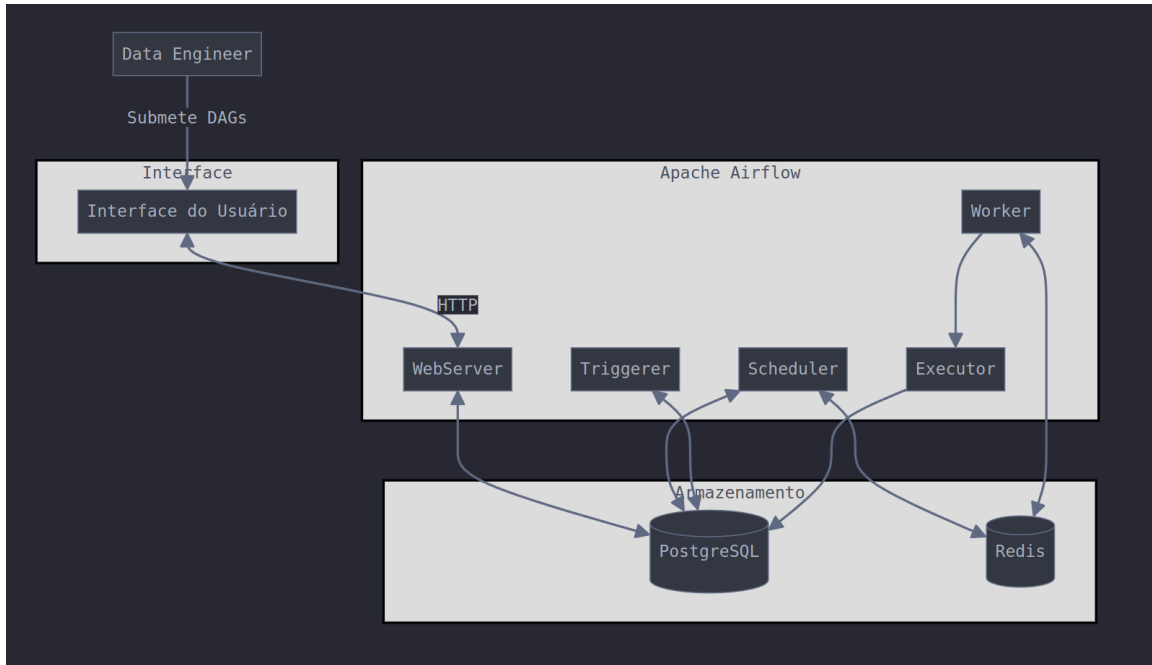 Data Engineer
Submete DAGs
Interface
Interface do Usuário
Apache Airflow
Worker
HTTP
WebServer
Triggerer
Scheduler
Executor
Armazenamento
PostgreSQL
Redis